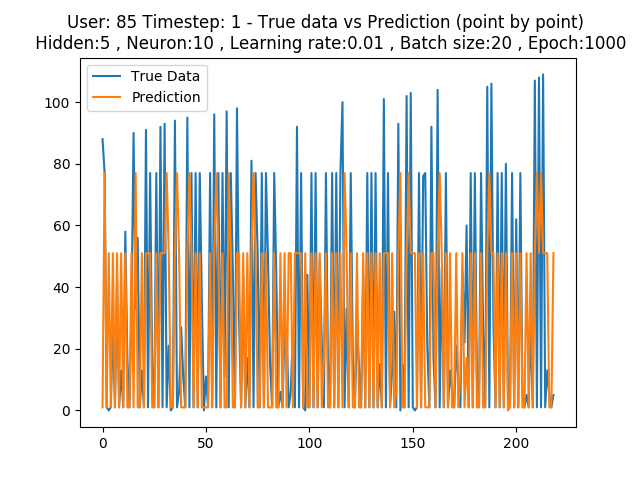 User: 85 Timestep: 1 - True data vs Prediction (point by point)
Hidden:5 , Neuron:10 , Learning rate:0.01 , Batch size:20 , Epoch:1000
True Data
Prediction
100
80
60
40
20
0
0 50 100 150 200